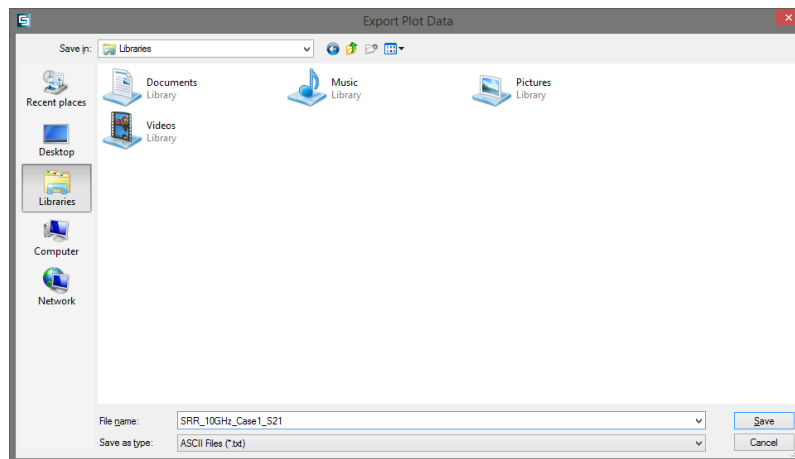 Export Plot Data
Save in:
Libraries
Recent places
Desktop
Libraries
Computer
Network
Documents
Library
Music
Library
Pictures
Library
Videos
Library
File name:
SRR_10GHz_Case1_S21
Save
Save as type:
ASCII Files (*.txt)
Cancel